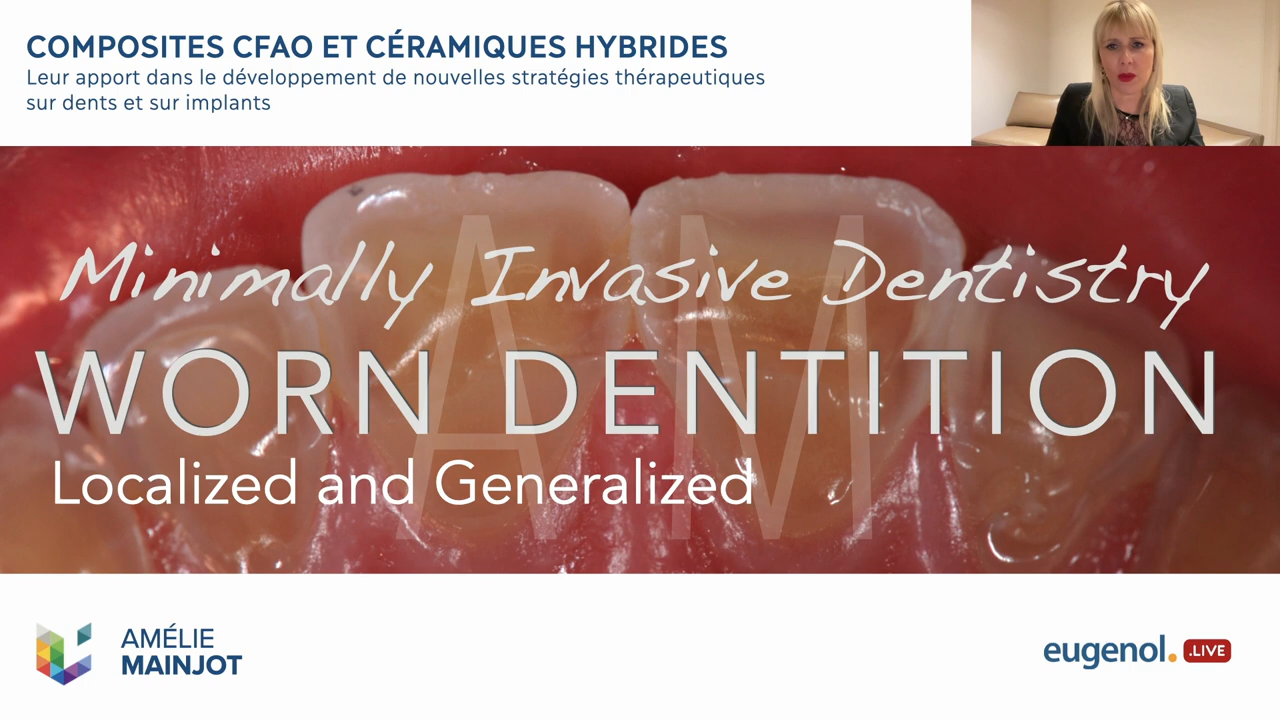 COMPOSITES CFAO ET CÉRAMIQUES HYBRIDES
Leur apport dans le développement de nouvelles stratégies thérapeutiques
sur dents et sur implants
Minimally Invasive Dentistry
WORN DENTITION
Localized and Generalized
AM
AMÉLIE
MAINJOT
eugenol. .LIVE